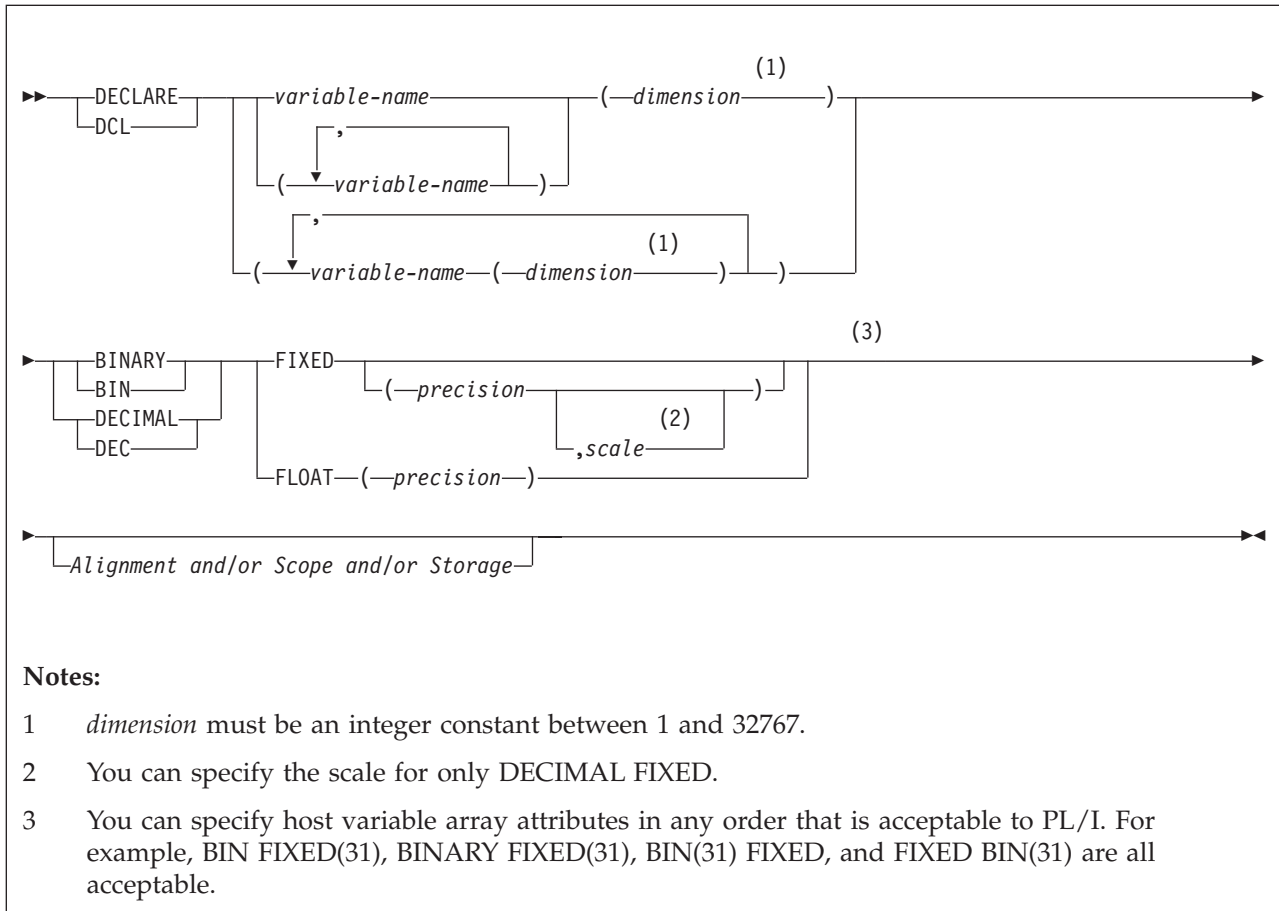 (1)
DECLARE variable-name ( dimension )
DCL ,
( variable-name )
,
(1)
( variable-name ( dimension ) )
(3)
BINARY FIXED
BIN ( precision )
DECIMAL (2)
DEC ,scale
FLOAT ( precision )
Alignment and/or Scope and/or Storage
Notes:
1 dimension must be an integer constant between 1 and 32767.
2 You can specify the scale for only DECIMAL FIXED.
3 You can specify host variable array attributes in any order that is acceptable to PL/I. For
example, BIN FIXED(31), BINARY FIXED(31), BIN(31) FIXED, and FIXED BIN(31) are all
acceptable.